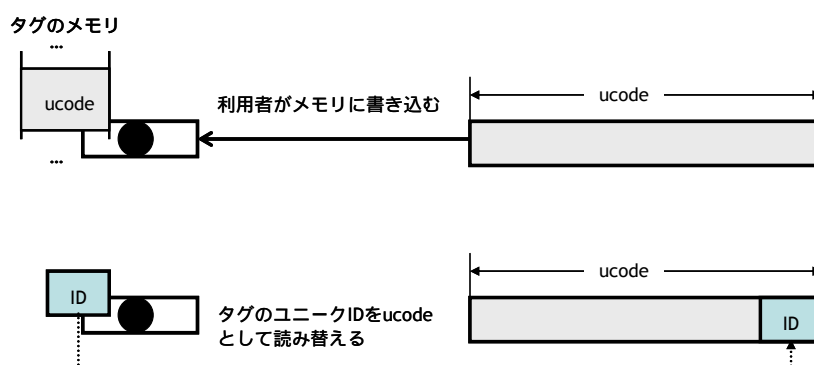 タグのメモリ
…
ucode
…
利用者がメモリに書き込む
ucode
ID
タグのユニークIDをucode
として読み替える
ucode
ID